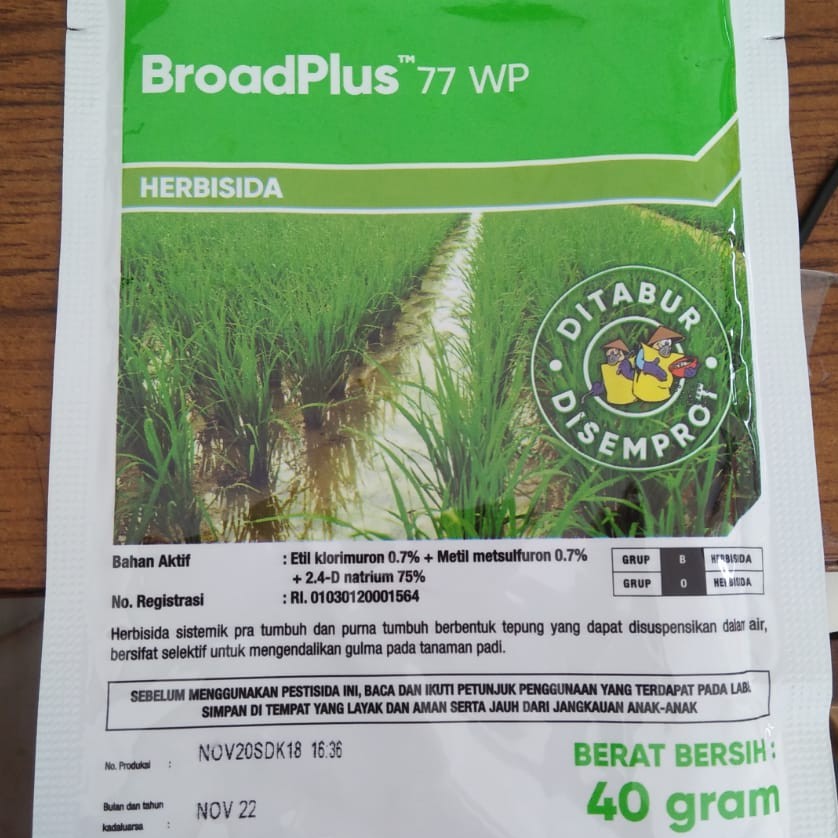 BroadPlus™ 77 WP
HERBISIDA
DITABUR
DISEMPROT
Bahan Aktif : Etil klorimuron 0.7% + Metil metsulfuron 0.7%
+ 2.4-D natrium 75%
No. Registrasi : RI. 01030120001564
GRUP B HERBISIDA
GRUP O HERBISIDA
Herbisida sistemik pra tumbuh dan purna tumbuh berbentuk tepung yang dapat disuspensikan dalam air,
bersifat selektif untuk mengendalikan gulma pada tanaman padi.
SEBELUM MENGGUNAKAN PESTISIDA INI, BACA DAN IKUTI PETUNJUK PENGGUNAAN YANG TERDAPAT PADA LABEL
SIMPAN DI TEMPAT YANG LAYAK DAN AMAN SERTA JAUH DARI JANGKAUAN ANAK-ANAK
No. Produksi : NOV20SDK18 16:36
Bulan dan tahun
kadaluarsa : NOV 22
BERAT BERSIH :
40 gram